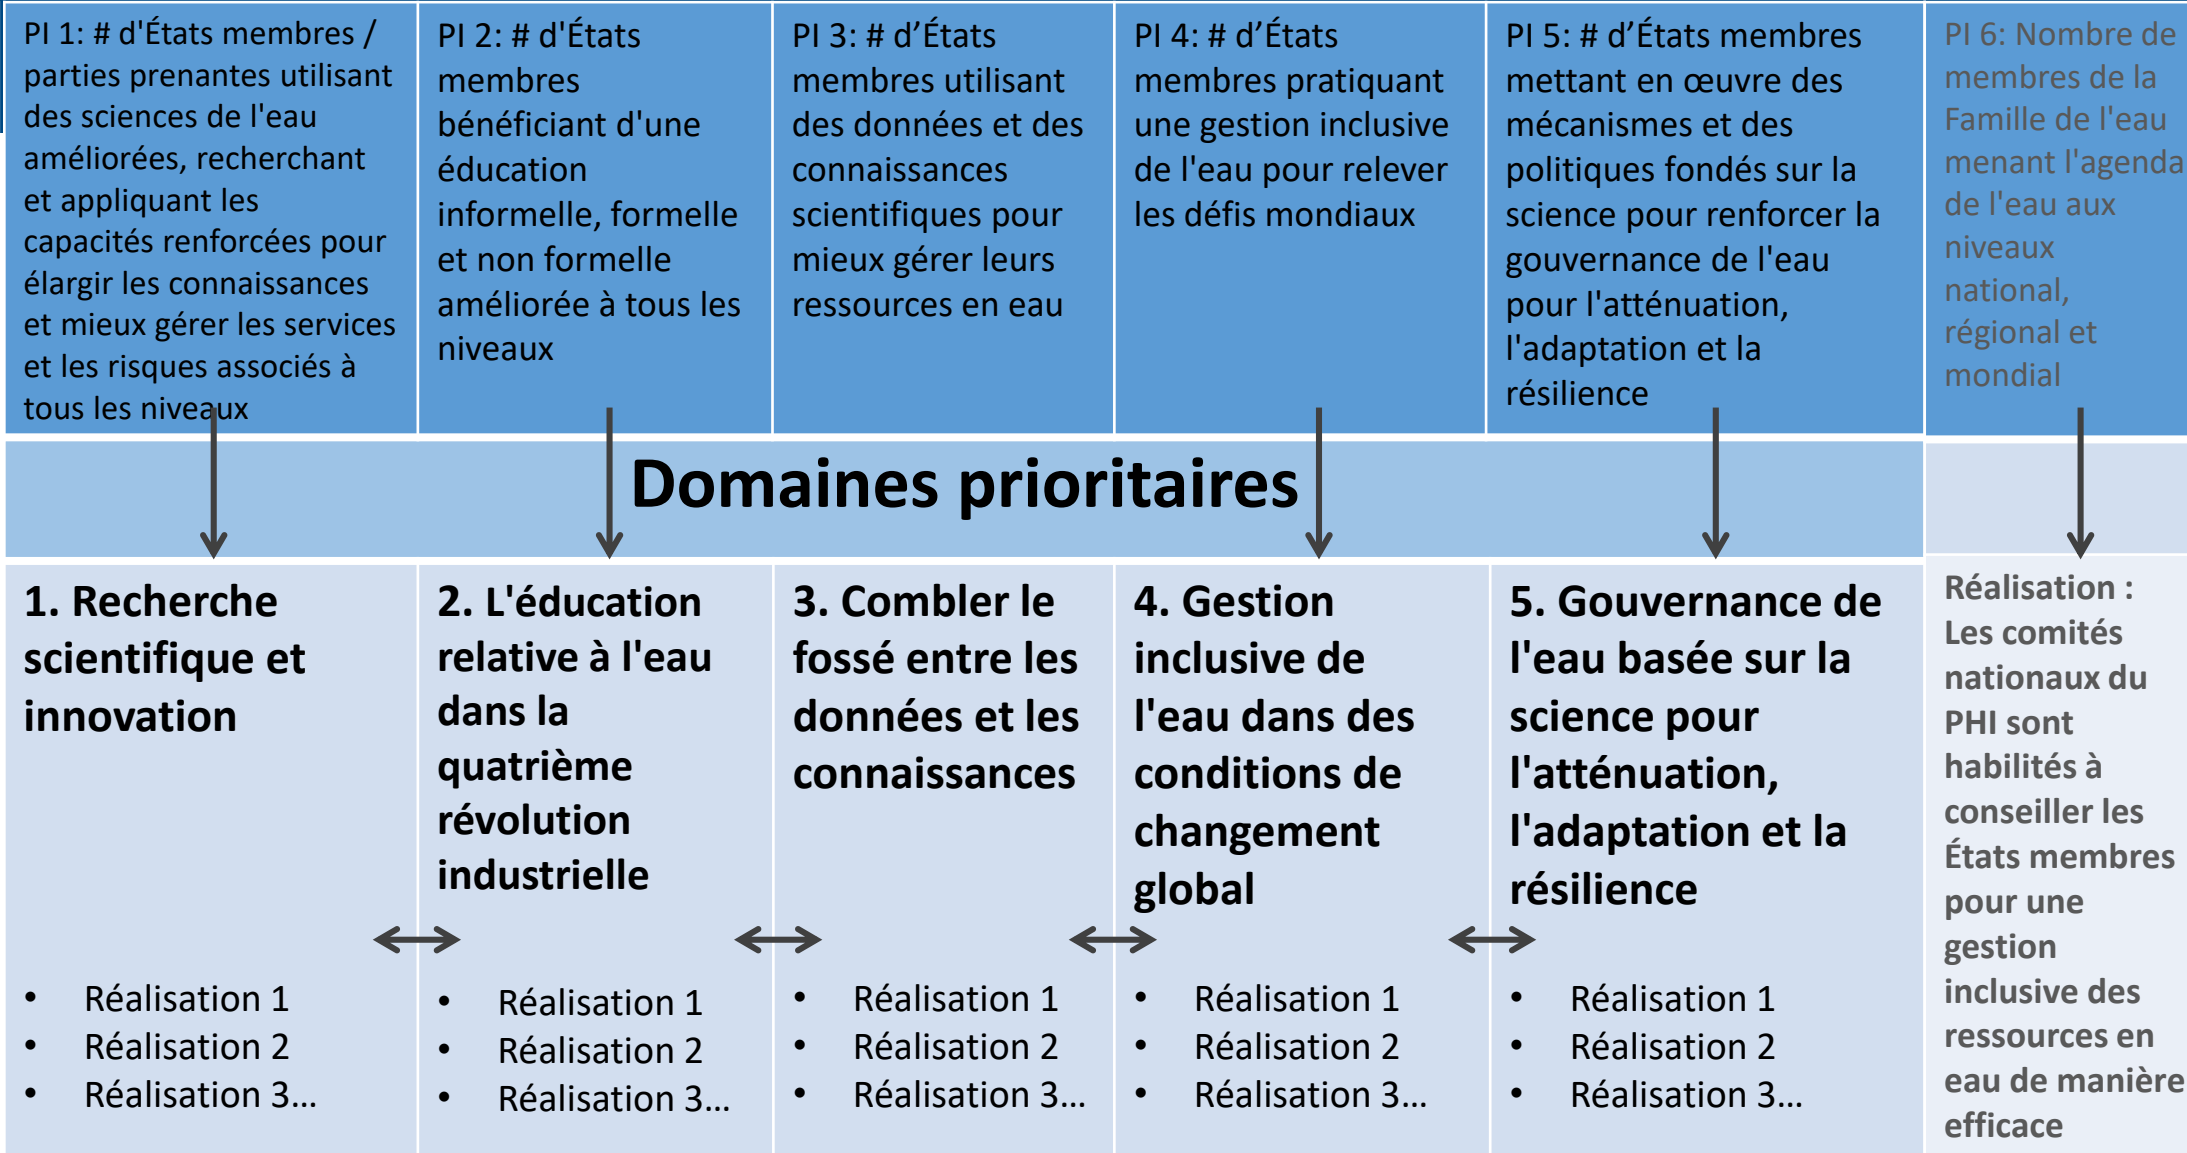 PI 1: # d'États membres /
parties prenantes utilisant
des sciences de l'eau
améliorées, recherchant
et appliquant les
capacités renforcées pour
élargir les connaissances
et mieux gérer les services
et les risques associés à
tous les niveaux
PI 2: # d'États
membres
bénéficiant d'une
éducation
informelle, formelle
et non formelle
améliorée à tous les
niveaux
PI 3: # d’États
membres utilisant
des données et des
connaissances
scientifiques pour
mieux gérer leurs
ressources en eau
PI 4: # d’États
membres pratiquant
une gestion inclusive
de l'eau pour relever
les défis mondiaux
PI 5: # d’États membres
mettant en œuvre des
mécanismes et des
politiques fondés sur la
science pour renforcer la
gouvernance de l'eau
pour l'atténuation,
l'adaptation et la
résilience
PI 6: Nombre de
membres de la
Famille de l'eau
menant l'agenda
de l'eau aux
niveaux
national,
régional et
mondial
Domaines prioritaires
1. Recherche
scientifique et
innovation
• Réalisation 1
• Réalisation 2
• Réalisation 3...
2. L'éducation
relative à l'eau
dans la
quatrième
révolution
industrielle
• Réalisation 1
• Réalisation 2
• Réalisation 3...
3. Combler le
fossé entre les
données et les
connaissances
• Réalisation 1
• Réalisation 2
• Réalisation 3...
4. Gestion
inclusive de
l'eau dans des
conditions de
changement
global
• Réalisation 1
• Réalisation 2
• Réalisation 3...
5. Gouvernance de
l'eau basée sur la
science pour
l'atténuation,
l'adaptation et la
résilience
• Réalisation 1
• Réalisation 2
• Réalisation 3...
Réalisation :
Les comités
nationaux du
PHI sont
habilités à
conseiller les
États membres
pour une
gestion
inclusive des
ressources en
eau de manière
efficace